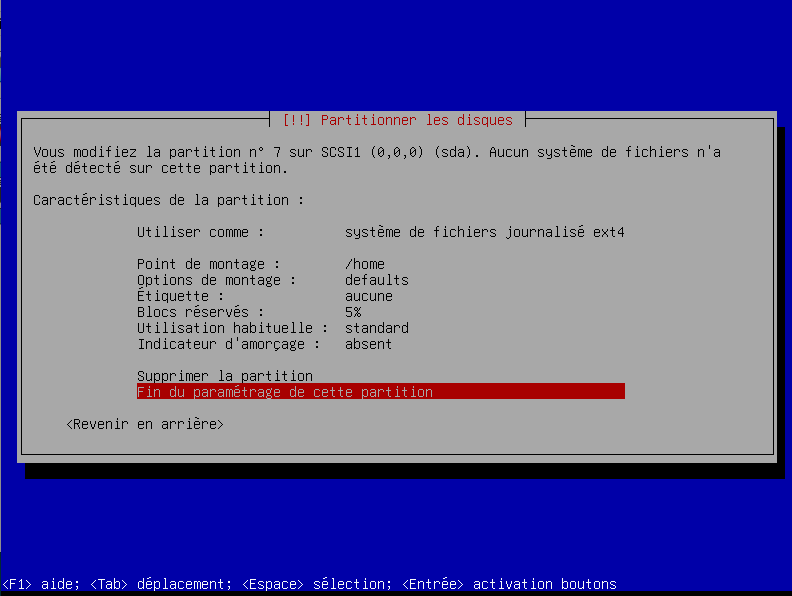 [!!] Partitionner les disques
Vous modifiez la partition n° 7 sur SCSI1 (0,0,0) (sda). Aucun système de fichiers n'a
été détecté sur cette partition.
Caractéristiques de la partition :
Utiliser comme : système de fichiers journalisé ext4
Point de montage : /home
Options de montage : defaults
Étiquette : aucune
Blocs réservés : 5%
Utilisation habituelle : standard
Indicateur d'amorçage : absent
Supprimer la partition
Fin du paramétrage de cette partition
<Revenir en arrière>
<F1> aide; <Tab> déplacement; <Espace> sélection; <Entrée> activation boutons